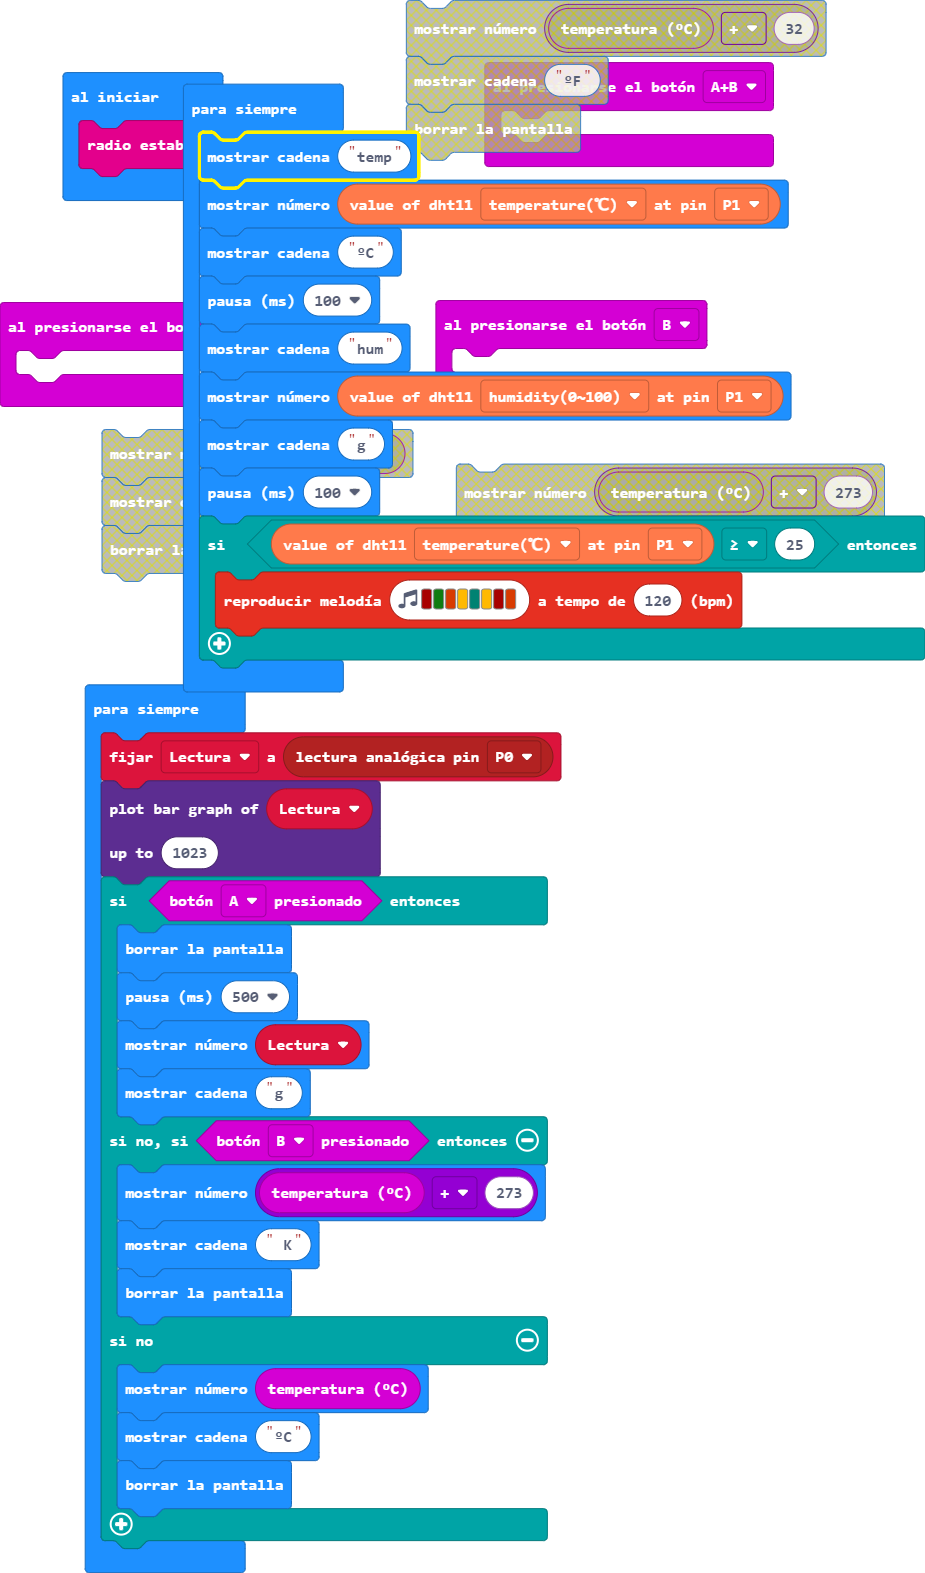 mostrar número temperatura (ºC) + 32
mostrar cadena "ºF"
al presionarse el botón A+B
borrar la pantalla
al iniciar
radio estab
para siempre
mostrar cadena "temp"
mostrar número value of dht11 temperature(℃) at pin P1
mostrar cadena "ºC"
pausa (ms) 100
al presionarse el bo
al presionarse el botón B
mostrar cadena "hum"
mostrar número value of dht11 humidity(0~100) at pin P1
mostrar cadena "g"
mostrar
mostrar
borrar
pausa (ms) 100
mostrar número temperatura (ºC) + 273
si value of dht11 temperature(℃) at pin P1 ≥ 25 entonces
reproducir melodía a tempo de 120 (bpm)
para siempre
fijar Lectura a lectura analógica pin P0
plot bar graph of Lectura
up to 1023
si botón A presionado entonces
borrar la pantalla
pausa (ms) 500
mostrar número Lectura
mostrar cadena "g"
si no, si botón B presionado entonces
mostrar número temperatura (ºC) + 273
mostrar cadena " K"
borrar la pantalla
si no
mostrar número temperatura (ºC)
mostrar cadena "ºC"
borrar la pantalla